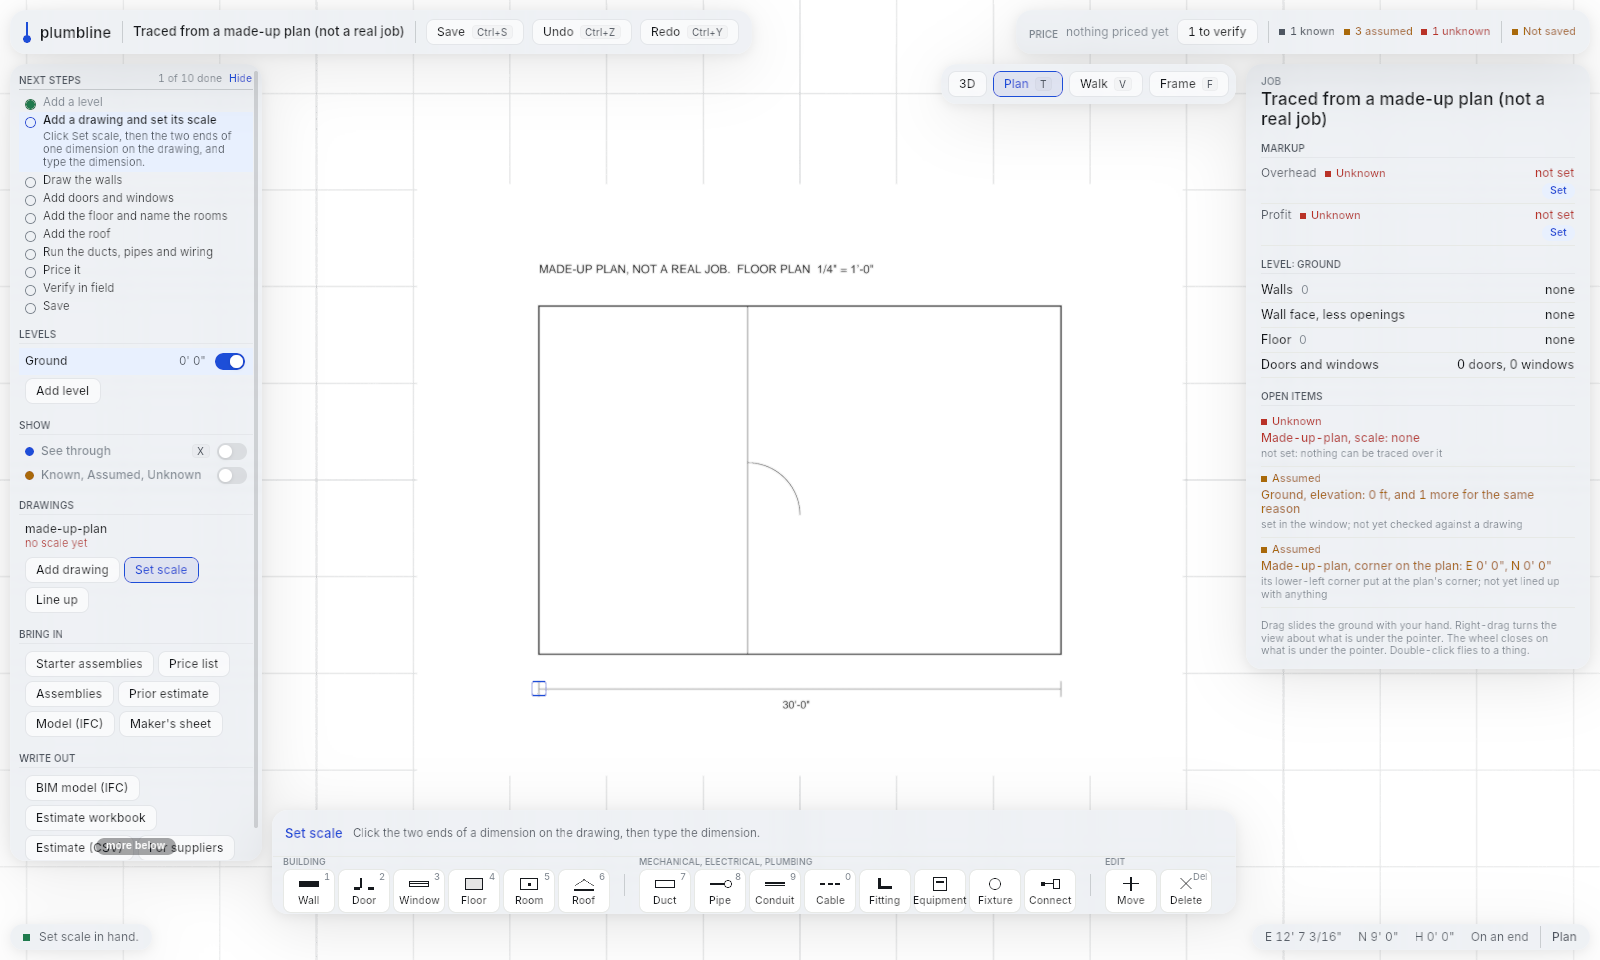 plumbline
Traced from a made-up plan (not a real job)
Save Ctrl+S
Undo Ctrl+Z
Redo Ctrl+Y
PRICE nothing priced yet
1 to verify
1 known
3 assumed
1 unknown
Not saved
3D
Plan T
Walk V
Frame F
NEXT STEPS
1 of 10 done Hide
Add a level
Add a drawing and set its scale
Click Set scale, then the two ends of
one dimension on the drawing, and
type the dimension.
Draw the walls
Add doors and windows
Add the floor and name the rooms
Add the roof
Run the ducts, pipes and wiring
Price it
Verify in field
Save
LEVELS
Ground 0' 0"
Add level
SHOW
See through X
Known, Assumed, Unknown
DRAWINGS
made-up-plan
no scale yet
Add drawing
Set scale
Line up
BRING IN
Starter assemblies
Price list
Assemblies
Prior estimate
Model (IFC)
Maker's sheet
WRITE OUT
BIM model (IFC)
Estimate workbook
Estimate (CSV)
more below
For suppliers
Set scale in hand.
MADE-UP PLAN, NOT A REAL JOB. FLOOR PLAN 1/4" = 1'-0"
30'-0"
Set scale Click the two ends of a dimension on the drawing, then type the dimension.
BUILDING
Wall 1
Door 2
Window 3
Floor 4
Room 5
Roof 6
MECHANICAL, ELECTRICAL, PLUMBING
Duct 7
Pipe 8
Conduit 9
Cable 0
Fitting
Equipment
Fixture
Connect
EDIT
Move
Delete Del
JOB
Traced from a made-up plan (not a
real job)
MARKUP
Overhead Unknown not set
Set
Profit Unknown not set
Set
LEVEL: GROUND
Walls 0 none
Wall face, less openings none
Floor 0 none
Doors and windows 0 doors, 0 windows
OPEN ITEMS
Unknown
Made-up-plan, scale: none
not set: nothing can be traced over it
Assumed
Ground, elevation: 0 ft, and 1 more for the same
reason
set in the window; not yet checked against a drawing
Assumed
Made-up-plan, corner on the plan: E 0' 0", N 0' 0"
its lower-left corner put at the plan's corner; not yet lined up
with anything
Drag slides the ground with your hand. Right-drag turns the
view about what is under the pointer. The wheel closes on
what is under the pointer. Double-click flies to a thing.
E 12' 7 3/16" N 9' 0" H 0' 0" On an end Plan